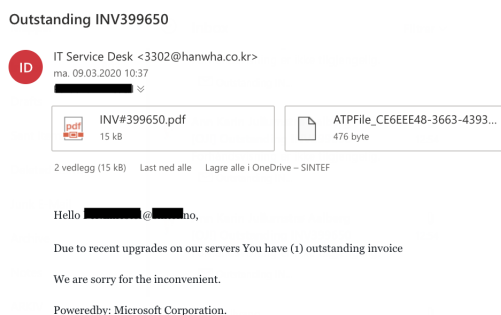 Outstanding INV399650
ID
IT Service Desk <3302@hanwha.co.kr>
ma. 09.03.2020 10:37
pdf
INV#399650.pdf
15 kB
ATPFile_CE6EEE48-3663-4393...
476 byte
2 vedlegg (15 kB) Last ned alle Lagre alle i OneDrive – SINTEF
Hello @ no,
Due to recent upgrades on our servers You have (1) outstanding invoice
We are sorry for the inconvenient.
Poweredby: Microsoft Corporation.